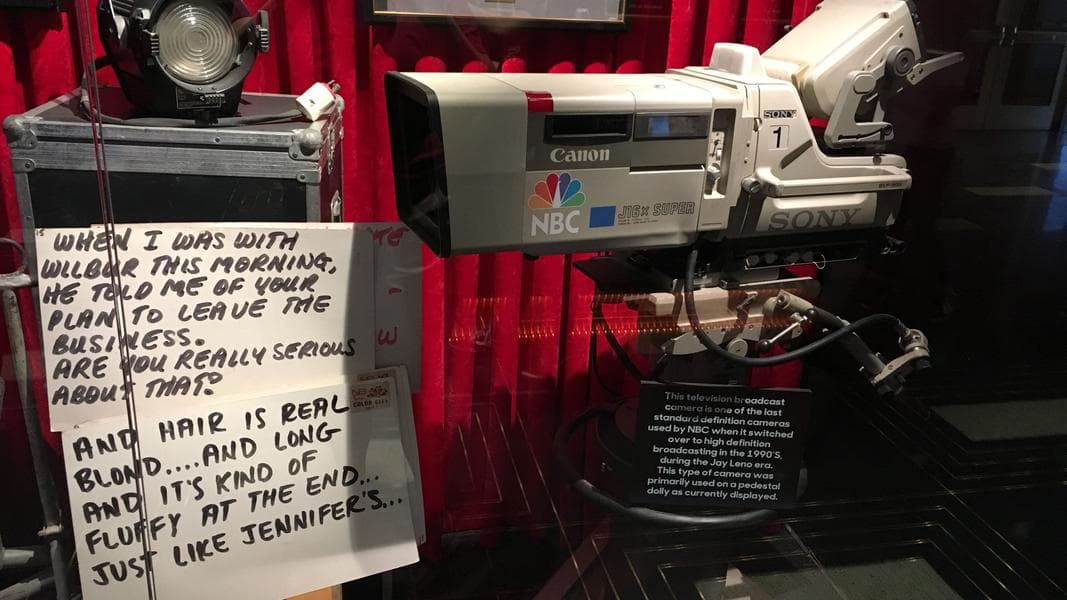 "WHEN I WAS WITH
WILBUR THIS MORNING,
HE TOLD ME OF YOUR
PLAN TO LEAVE THE
BUSINESS.
ARE YOU REALLY SERIOUS
ABOUT THAT?
AND HAIR IS REAL
BLOND....AND LONG
AND IT'S KIND OF
FLUFFY AT THE END...
JUST LIKE JENNIFER'S...
TE
W
Canon
NBC
J16x SUPER
SONY
1
SONY
This television broadcast
camera is one of the last
standard definition cameras
used by NBC when it switched
over to high definition
broadcasting in the 1990'S,
during the Jay Leno era.
This type of camera was
primarily used on a pedestal
dolly as currently displayed.